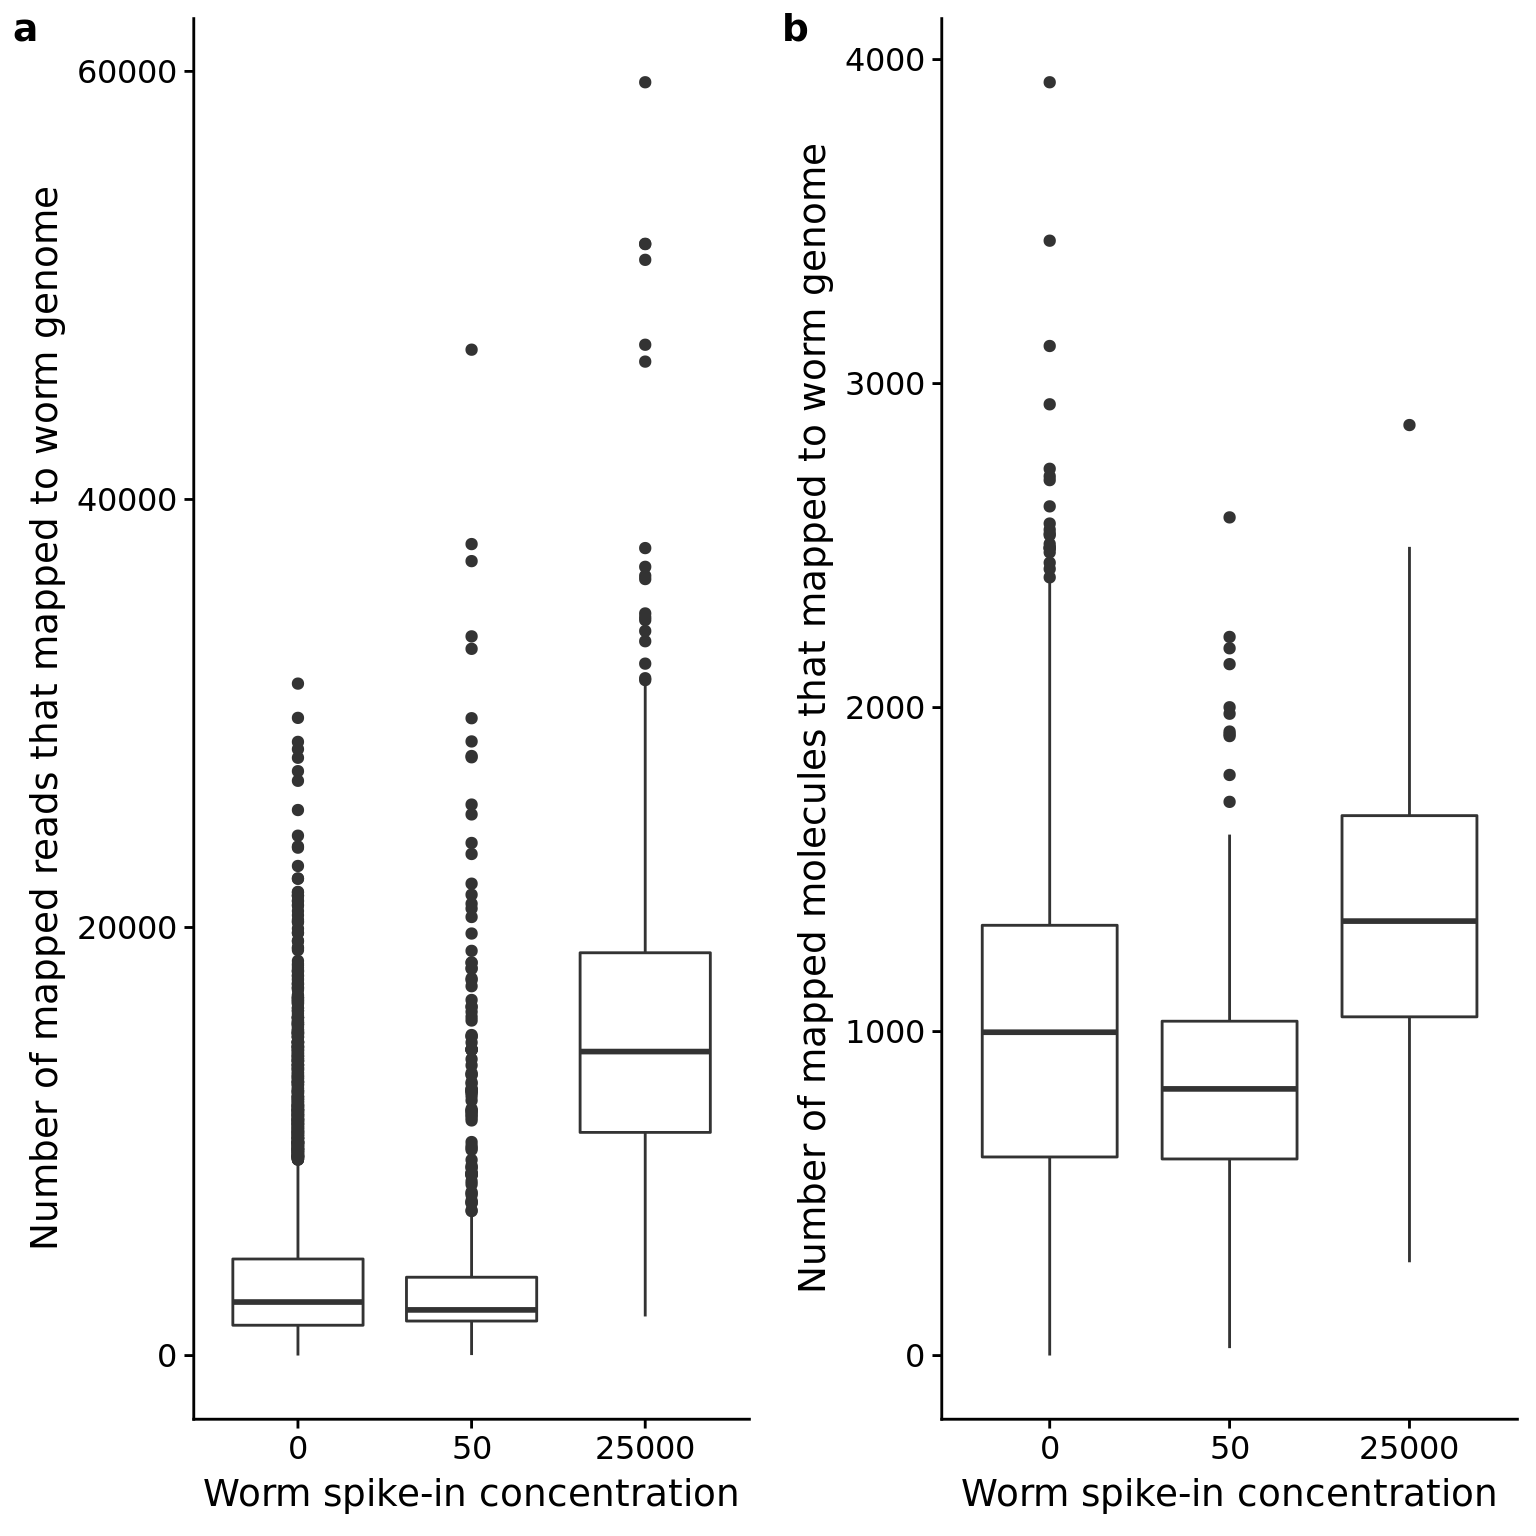 a
Number of mapped reads that mapped to worm genome
60000
40000
20000
0
0 50 25000
Worm spike-in concentration
b
Number of mapped molecules that mapped to worm genome
4000
3000
2000
1000
0
0 50 25000
Worm spike-in concentration